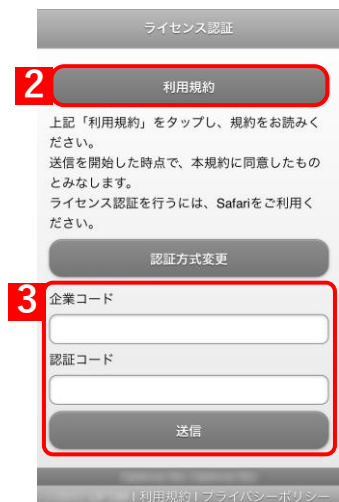 ライセンス認証
2
利用規約
上記「利用規約」をタップし、規約をお読みく
ださい。
送信を開始した時点で、本規約に同意したもの
とみなします。
ライセンス認証を行うには、Safariをご利用く
ださい。
認証方式変更
3
企業コード
認証コード
送信
| 利用規約 | プライバシーポリシー